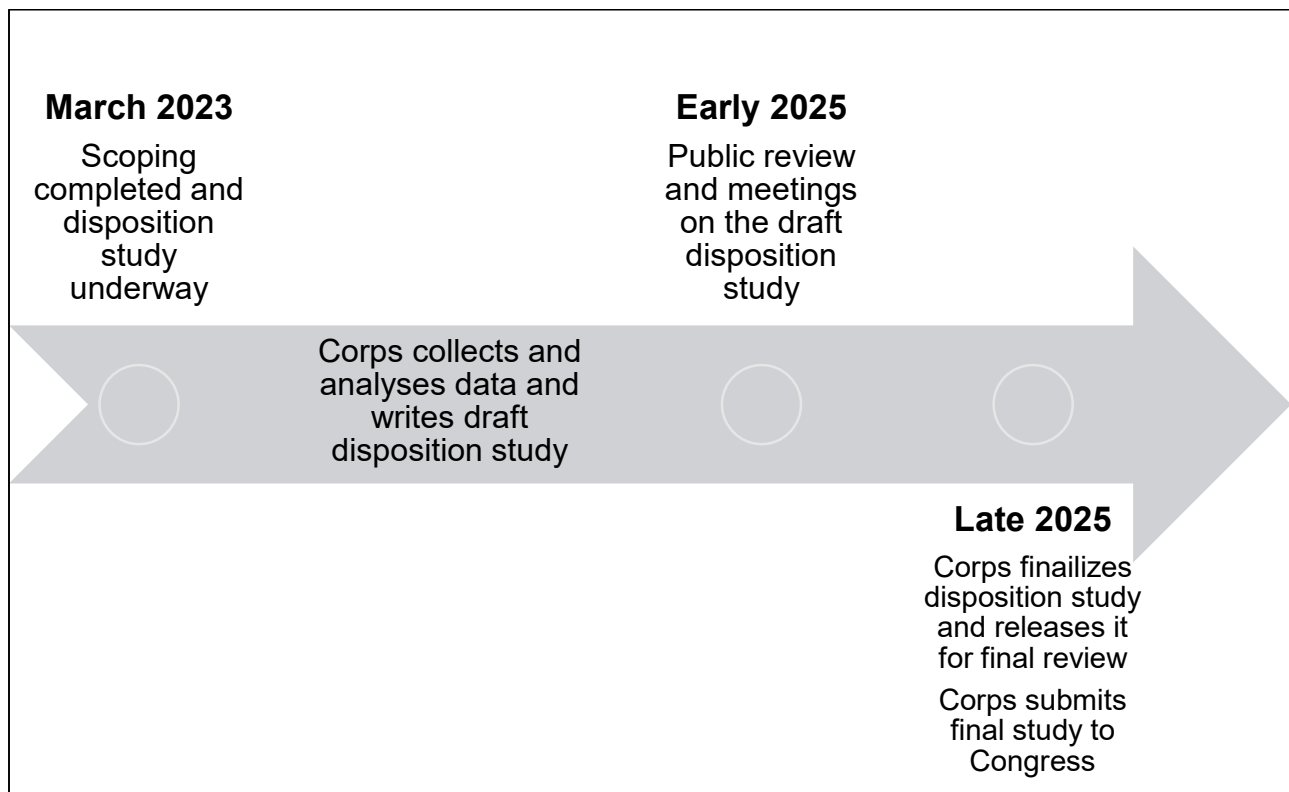 March 2023
Scoping
completed and
disposition
study
underway
Corps collects and
analyses data and
writes draft
disposition study
Early 2025
Public review
and meetings
on the draft
disposition
study
Late 2025
Corps finailizes
disposition study
and releases it
for final review
Corps submits
final study to
Congress